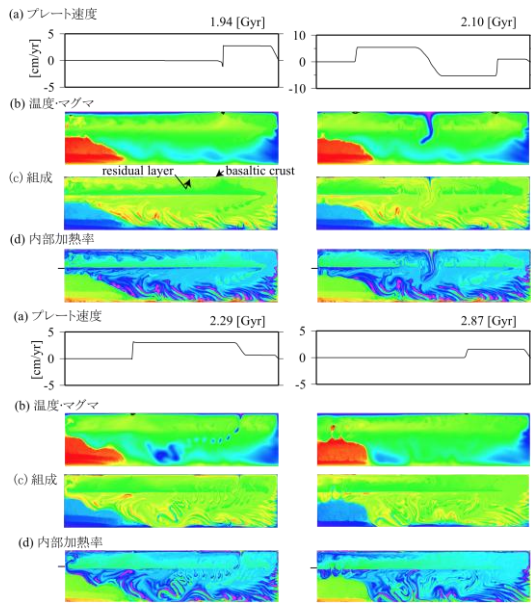 (a) プレート速度
1.94 [Gyr]
2.10 [Gyr]
[cm/yr]
5
0
-5
10
5
0
-5
-10
(b) 温度・マグマ
(c) 組成
residual layer
basaltic crust
(d) 内部加熱率
(a) プレート速度
2.29 [Gyr]
2.87 [Gyr]
[cm/yr]
5
0
-5
5
0
-5
(b) 温度・マグマ
(c) 組成
(d) 内部加熱率